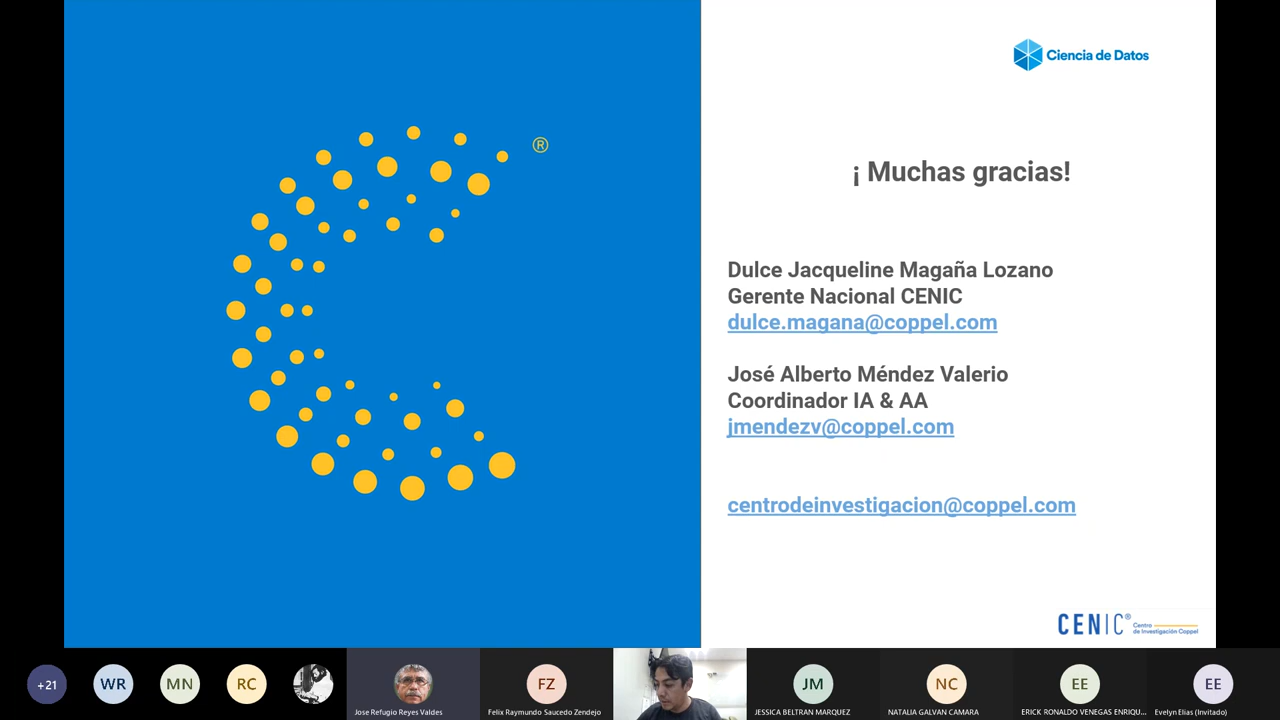 ®
Ciencia de Datos
¡ Muchas gracias!
Dulce Jacqueline Magaña Lozano
Gerente Nacional CENIC
dulce.magana@coppel.com
José Alberto Méndez Valerio
Coordinador IA & AA
jmendezv@coppel.com
centrodeinvestigacion@coppel.com
CENIC®
Centro
de Investigación Coppel
+21
WR
MN
RC
Jose Refugio Reyes Valdes
FZ
Felix Raymundo Saucedo Zendejo
JM
JESSICA BELTRAN MARQUEZ
NC
NATALIA GALVAN CAMARA
EE
ERICK RONALDO VENEGAS ENRIQU...
EE
Evelyn Elias (Invitado)